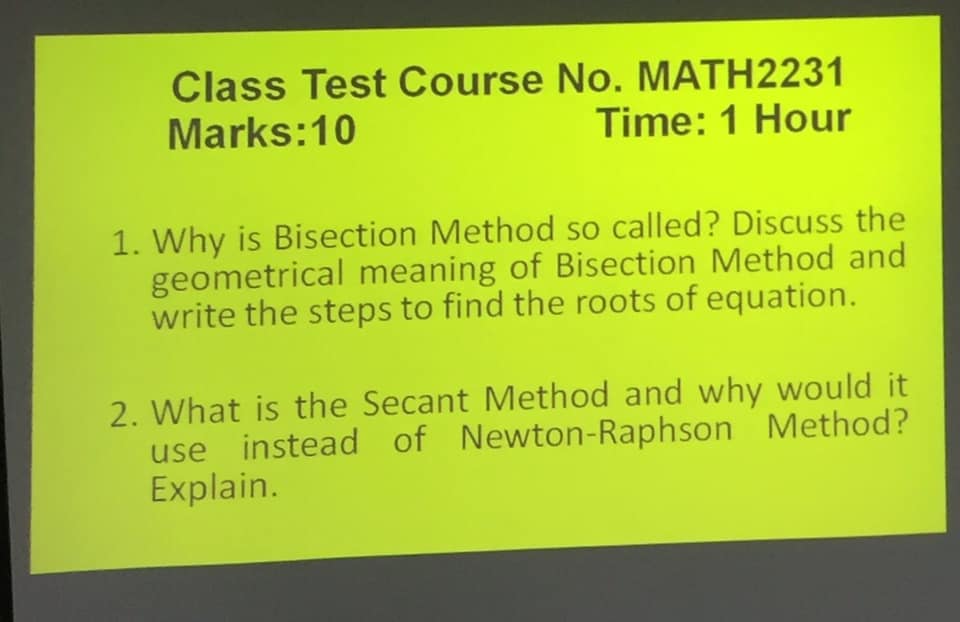 Class Test Course No. MATH2231
Marks:10 Time: 1 Hour
1. Why is Bisection Method so called? Discuss the
geometrical meaning of Bisection Method and
write the steps to find the roots of equation.
2. What is the Secant Method and why would it
use instead of Newton-Raphson Method?
Explain.